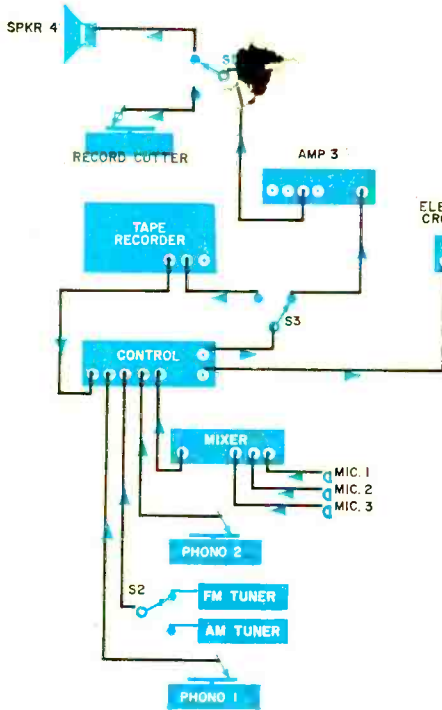 SPKR 4
RECORD CUTTER
AMP 3
TAPE
RECORDER
S3
CONTROL
MIXER
MIC. 1
MIC. 2
MIC. 3
PHONO 2
S2
FM TUNER
AM TUNER
PHONO 1